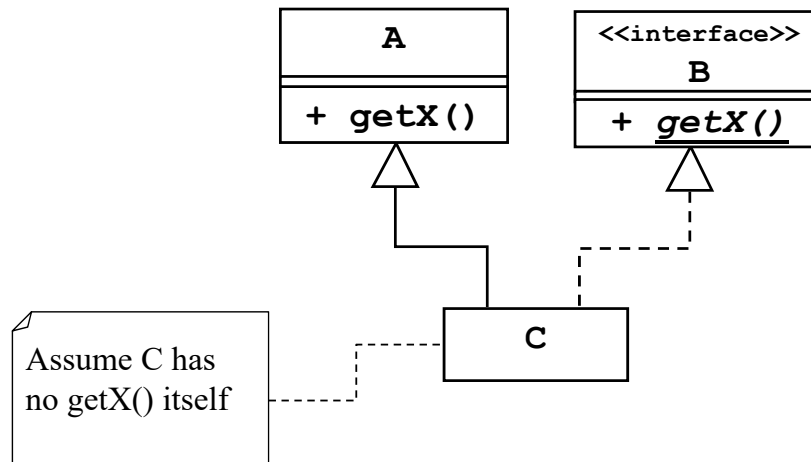 A
+ getX()
<<interface>>
B
+ getX()
C
Assume C has
no getX() itself